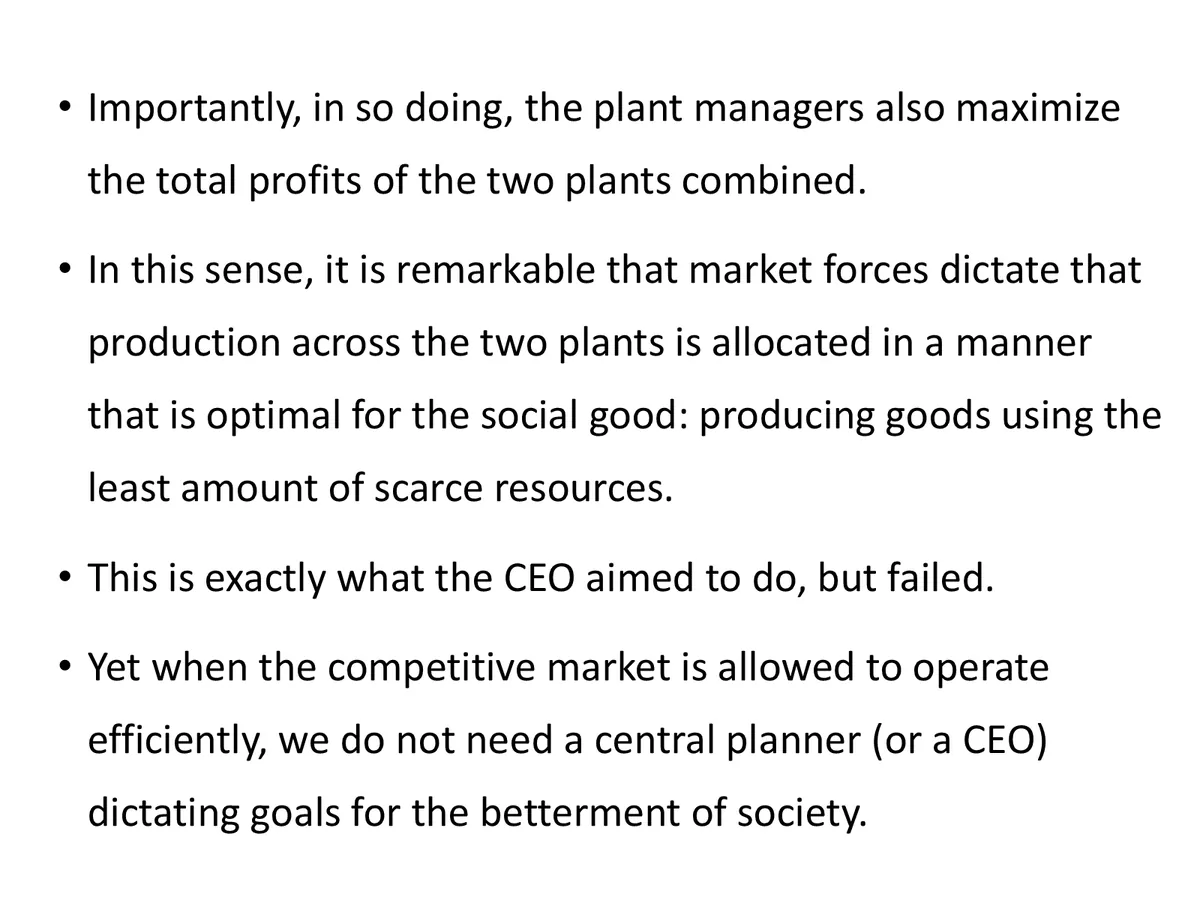 • Importantly, in so doing, the plant managers also maximize
the total profits of the two plants combined.
• In this sense, it is remarkable that market forces dictate that
production across the two plants is allocated in a manner
that is optimal for the social good: producing goods using the
least amount of scarce resources.
• This is exactly what the CEO aimed to do, but failed.
• Yet when the competitive market is allowed to operate
efficiently, we do not need a central planner (or a CEO)
dictating goals for the betterment of society.